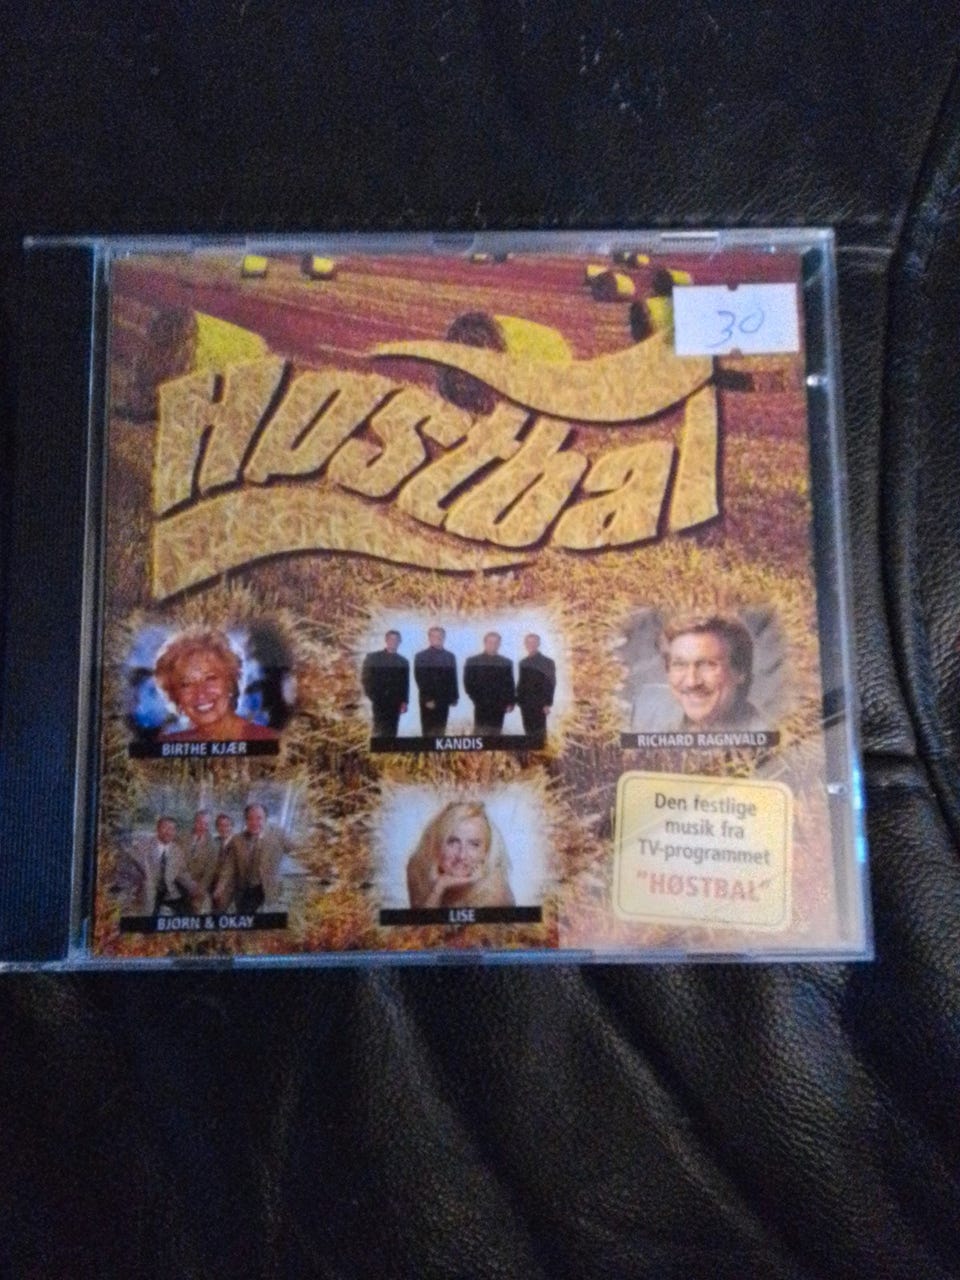 30
Høstbal
BIRTHE KJÆR
KANDIS
RICHARD RAGNVALD
BJØRN & OKAY
LISE
Den festlige
musik fra
TV-programmet
"HØSTBAL"